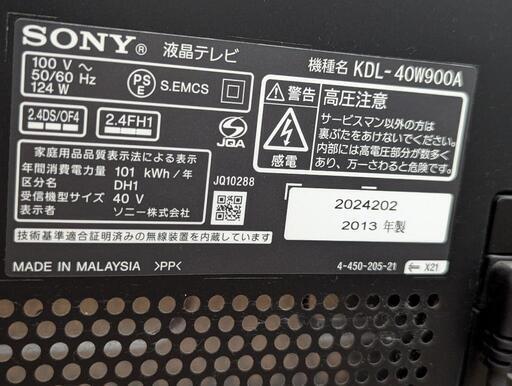 SONY® 液晶テレビ 機種名 KDL-40W900A
100 V～
50/60 Hz
124 W
PS
E
S.EMCS
警告 高圧注意
サービスマン以外の方は
裏ぶたをあけないでください。
内部には高電圧部分が数多く
あり、万一さわると危険です。
感電
2.4DS/OF4
2.4FH1
JQA
JQ10288
家庭用品品質表示法による表示
年間消費電力量 101 kWh/年
区分名 DH1
受信機型サイズ 40 V
表示者 ソニー株式会社
2024202
2013 年製
技術基準適合証明済みの無線装置を内蔵しています
MADE IN MALAYSIA >PP<
4-450-205-21
X21